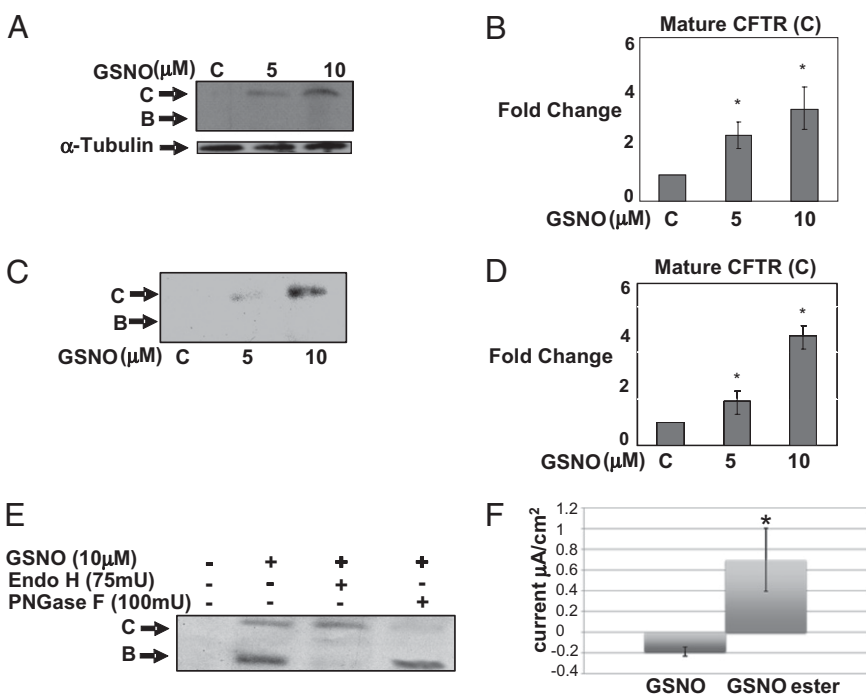 A
GSNO(μM) C 5 10
C
B
α-Tubulin
B
Mature CFTR (C)
6
4
Fold Change
2
0
*
*
GSNO(μM) C 5 10
C
C
B
GSNO(μM) C 5 10
D
Mature CFTR (C)
6
4
Fold Change
2
0
*
*
GSNO(μM) C 5 10
E
GSNO (10μM) - + + +
Endo H (75mU) - - + -
PNGase F (100mU) - - - +
C
B
F
current μA/cm²
1.2
1
0.8
0.6
0.4
0.2
0
-0.2
-0.4
*
GSNO GSNO ester